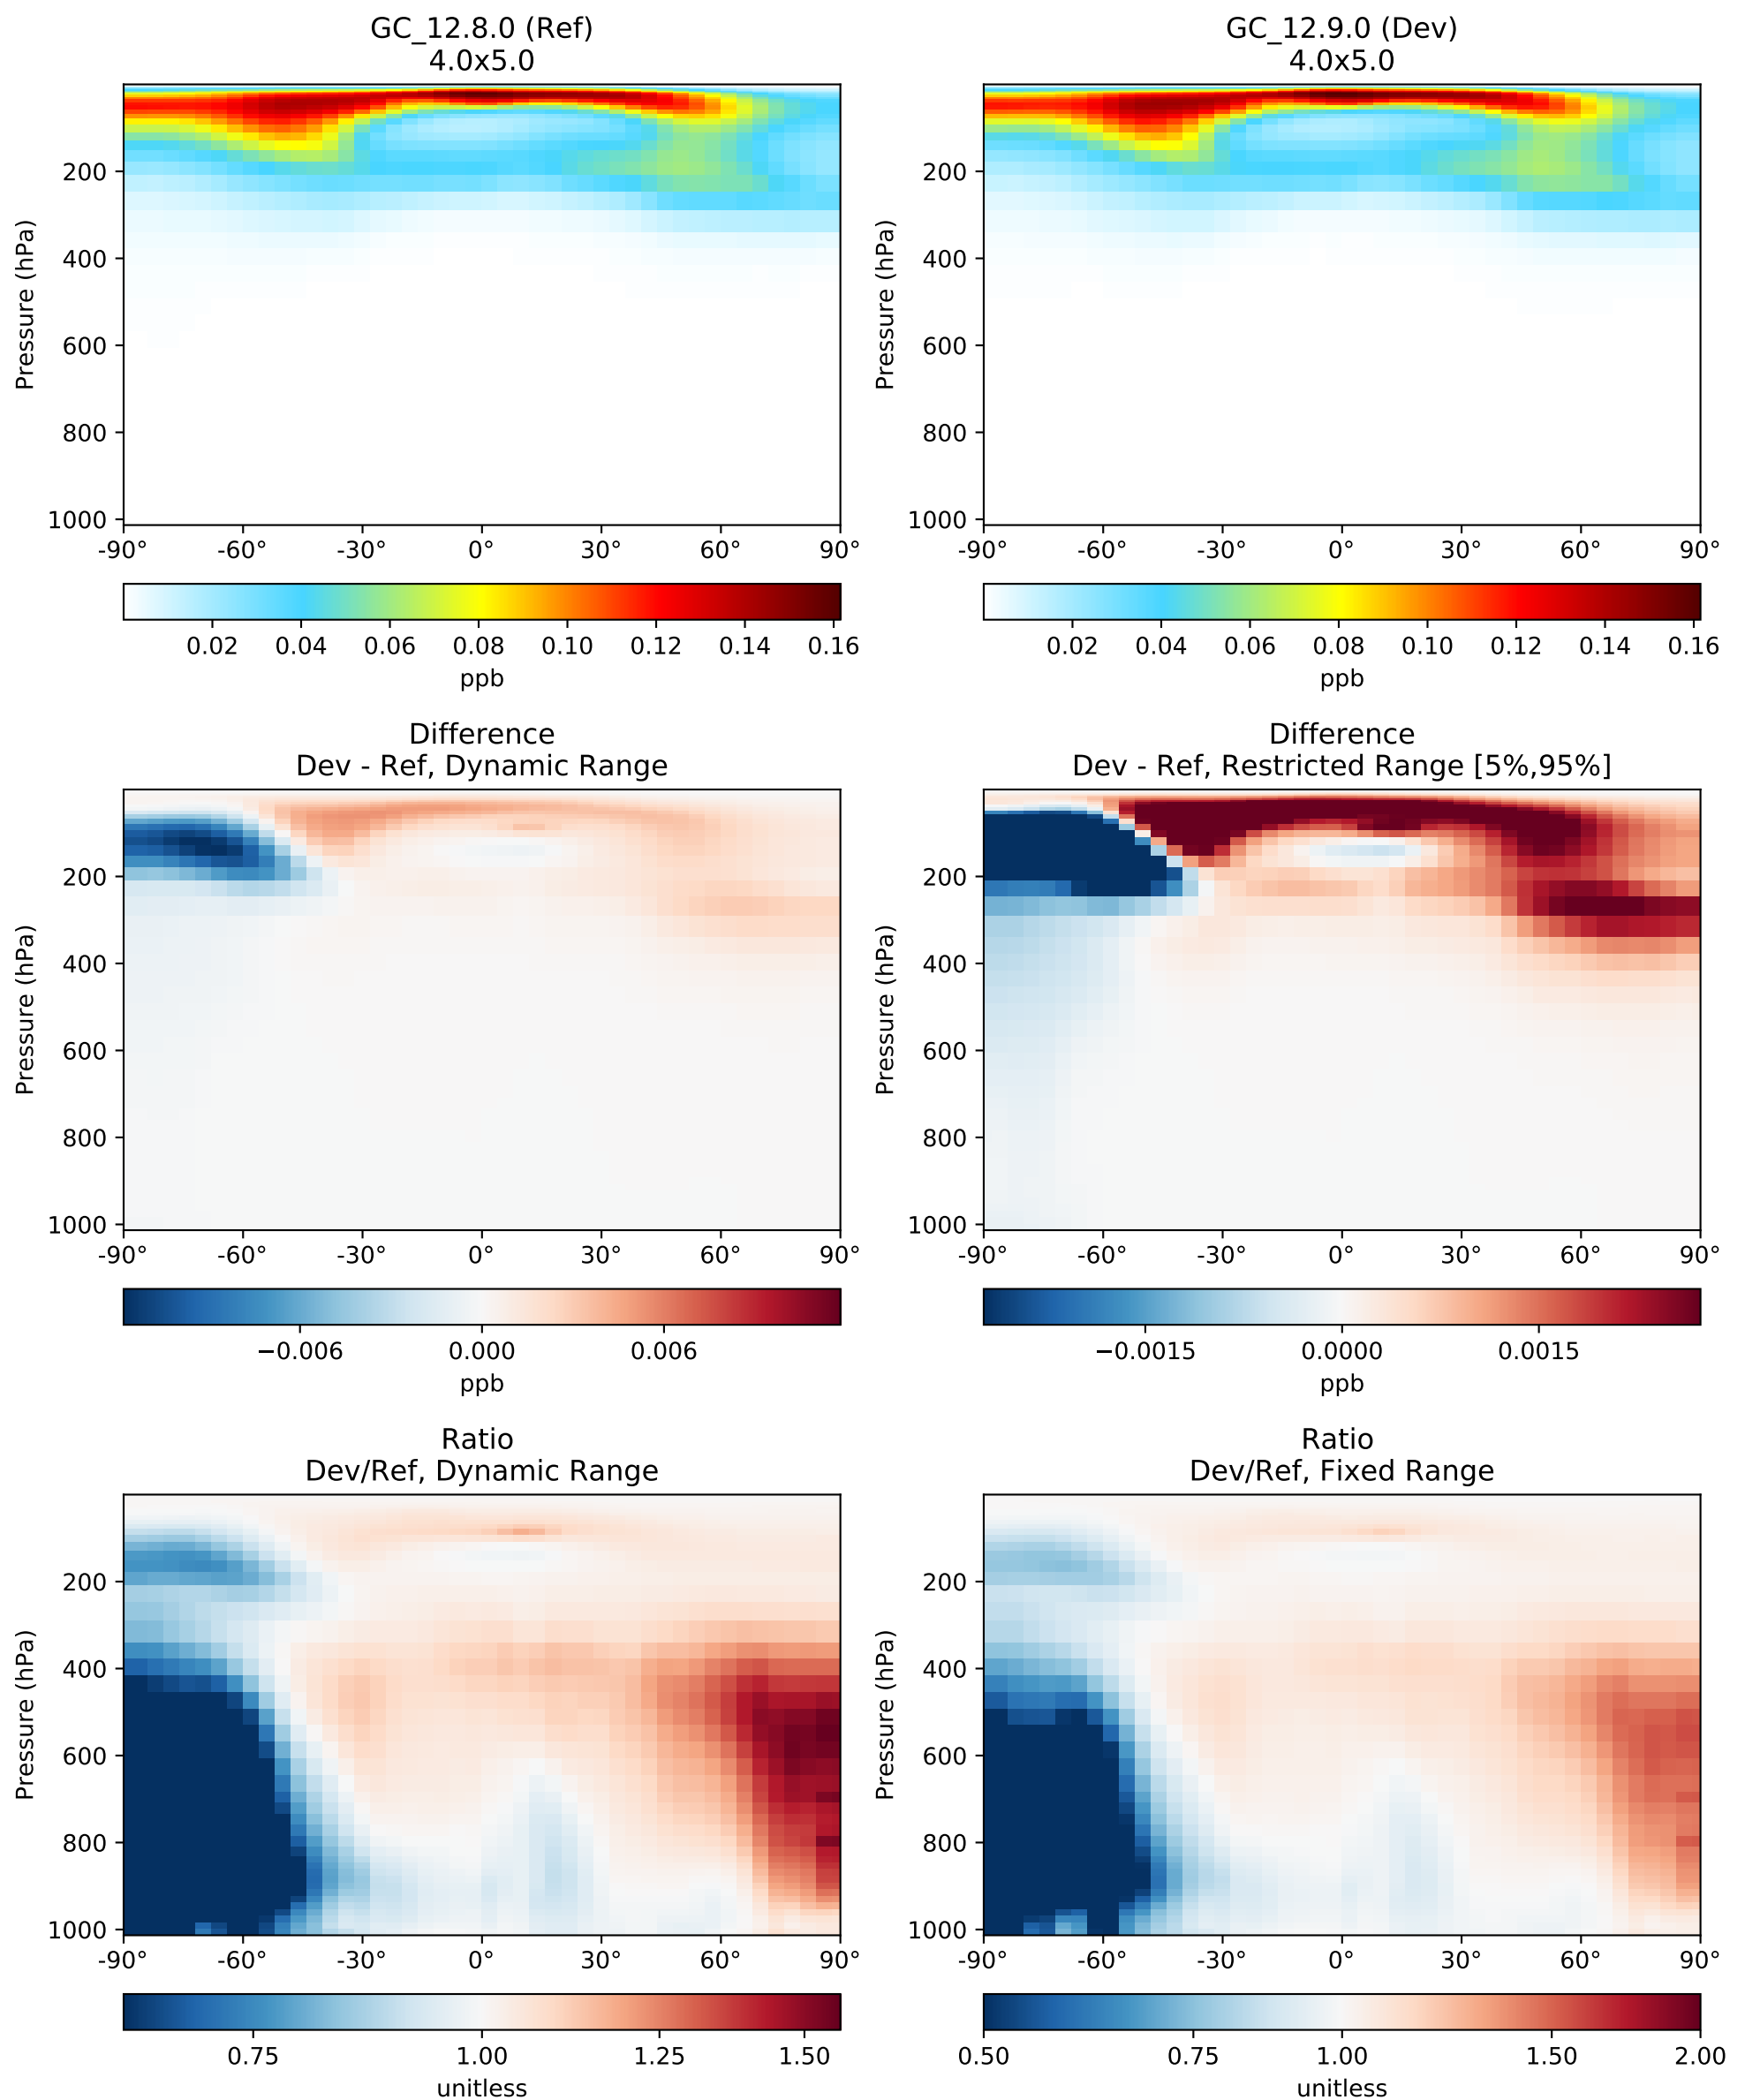 GC_12.8.0 (Ref)
4.0x5.0
Pressure (hPa)
200
400
600
800
1000
-90° -60° -30° 0° 30° 60° 90°
0.02 0.04 0.06 0.08 0.10 0.12 0.14 0.16
ppb
GC_12.9.0 (Dev)
4.0x5.0
Pressure (hPa)
200
400
600
800
1000
-90° -60° -30° 0° 30° 60° 90°
0.02 0.04 0.06 0.08 0.10 0.12 0.14 0.16
ppb
Difference
Dev - Ref, Dynamic Range
Pressure (hPa)
200
400
600
800
1000
-90° -60° -30° 0° 30° 60° 90°
−0.006 0.000 0.006
ppb
Difference
Dev - Ref, Restricted Range [5%,95%]
Pressure (hPa)
200
400
600
800
1000
-90° -60° -30° 0° 30° 60° 90°
−0.0015 0.0000 0.0015
ppb
Ratio
Dev/Ref, Dynamic Range
Pressure (hPa)
200
400
600
800
1000
-90° -60° -30° 0° 30° 60° 90°
0.75 1.00 1.25 1.50
unitless
Ratio
Dev/Ref, Fixed Range
Pressure (hPa)
200
400
600
800
1000
-90° -60° -30° 0° 30° 60° 90°
0.50 0.75 1.00 1.50 2.00
unitless